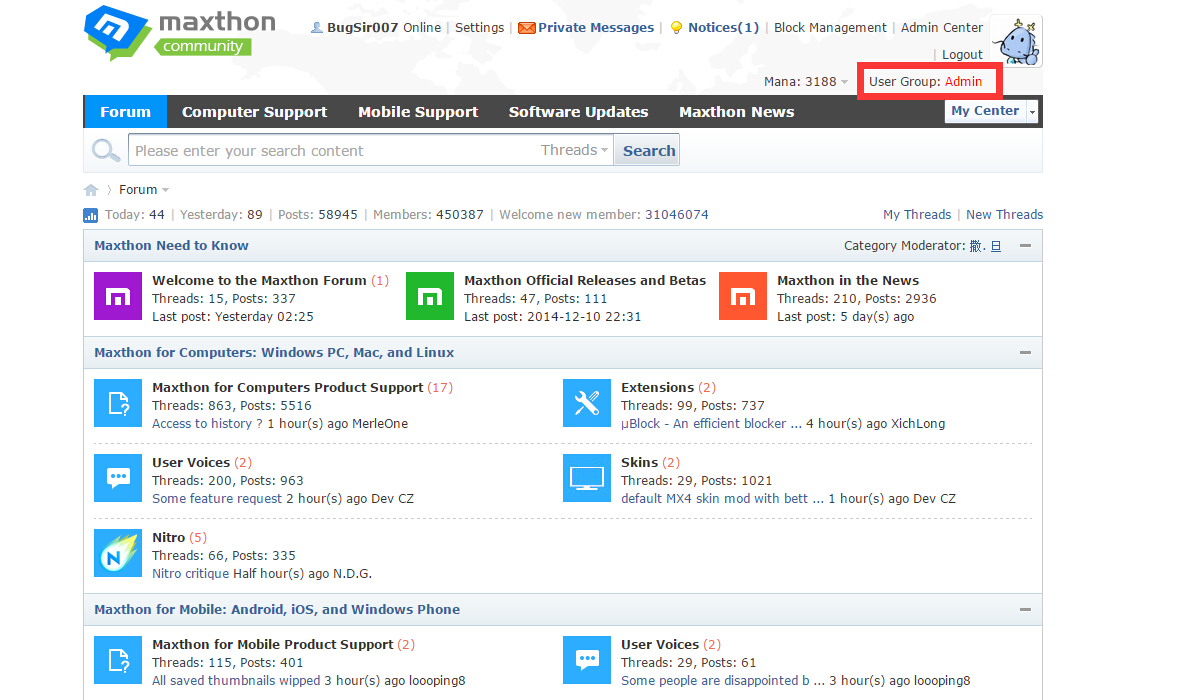 maxthon
community
BugSir007 Online | Settings | Private Messages | Notices(1) | Block Management | Admin Center
| Logout
Mana: 3188
User Group: Admin
Forum Computer Support Mobile Support Software Updates Maxthon News My Center
Please enter your search content Threads Search
Forum
Today: 44 | Yesterday: 89 | Posts: 58945 | Members: 450387 | Welcome new member: 31046074 My Threads | New Threads
Maxthon Need to Know Category Moderator: 撒. 旦
Welcome to the Maxthon Forum (1) Maxthon Official Releases and Betas Maxthon in the News
Threads: 15, Posts: 337 Threads: 47, Posts: 111 Threads: 210, Posts: 2936
Last post: Yesterday 02:25 Last post: 2014-12-10 22:31 Last post: 5 day(s) ago
Maxthon for Computers: Windows PC, Mac, and Linux
Maxthon for Computers Product Support (17) Extensions (2)
Threads: 863, Posts: 5516 Threads: 99, Posts: 737
Access to history ? 1 hour(s) ago MerleOne µBlock - An efficient blocker ... 4 hour(s) ago XichLong
User Voices (2) Skins (2)
Threads: 200, Posts: 963 Threads: 29, Posts: 1021
Some feature request 2 hour(s) ago Dev CZ default MX4 skin mod with bett ... 1 hour(s) ago Dev CZ
Nitro (5)
Threads: 66, Posts: 335
Nitro critique Half hour(s) ago N.D.G.
Maxthon for Mobile: Android, iOS, and Windows Phone
Maxthon for Mobile Product Support (2) User Voices (2)
Threads: 115, Posts: 401 Threads: 29, Posts: 61
All saved thumbnails wipped 3 hour(s) ago loooping8 Some people are disappointed b ... 3 hour(s) ago loooping8